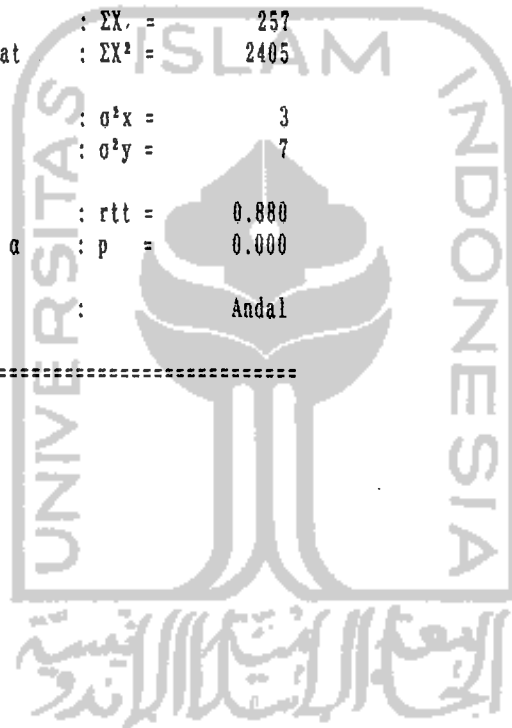 : ΣX. = 257
at : ΣX² = 2405
: σ²x = 3
: σ²y = 7
: rtt = 0.880
α : p = 0.000
: Andal
==============================
UNIVERSITAS
ISLAM
INDONESIA